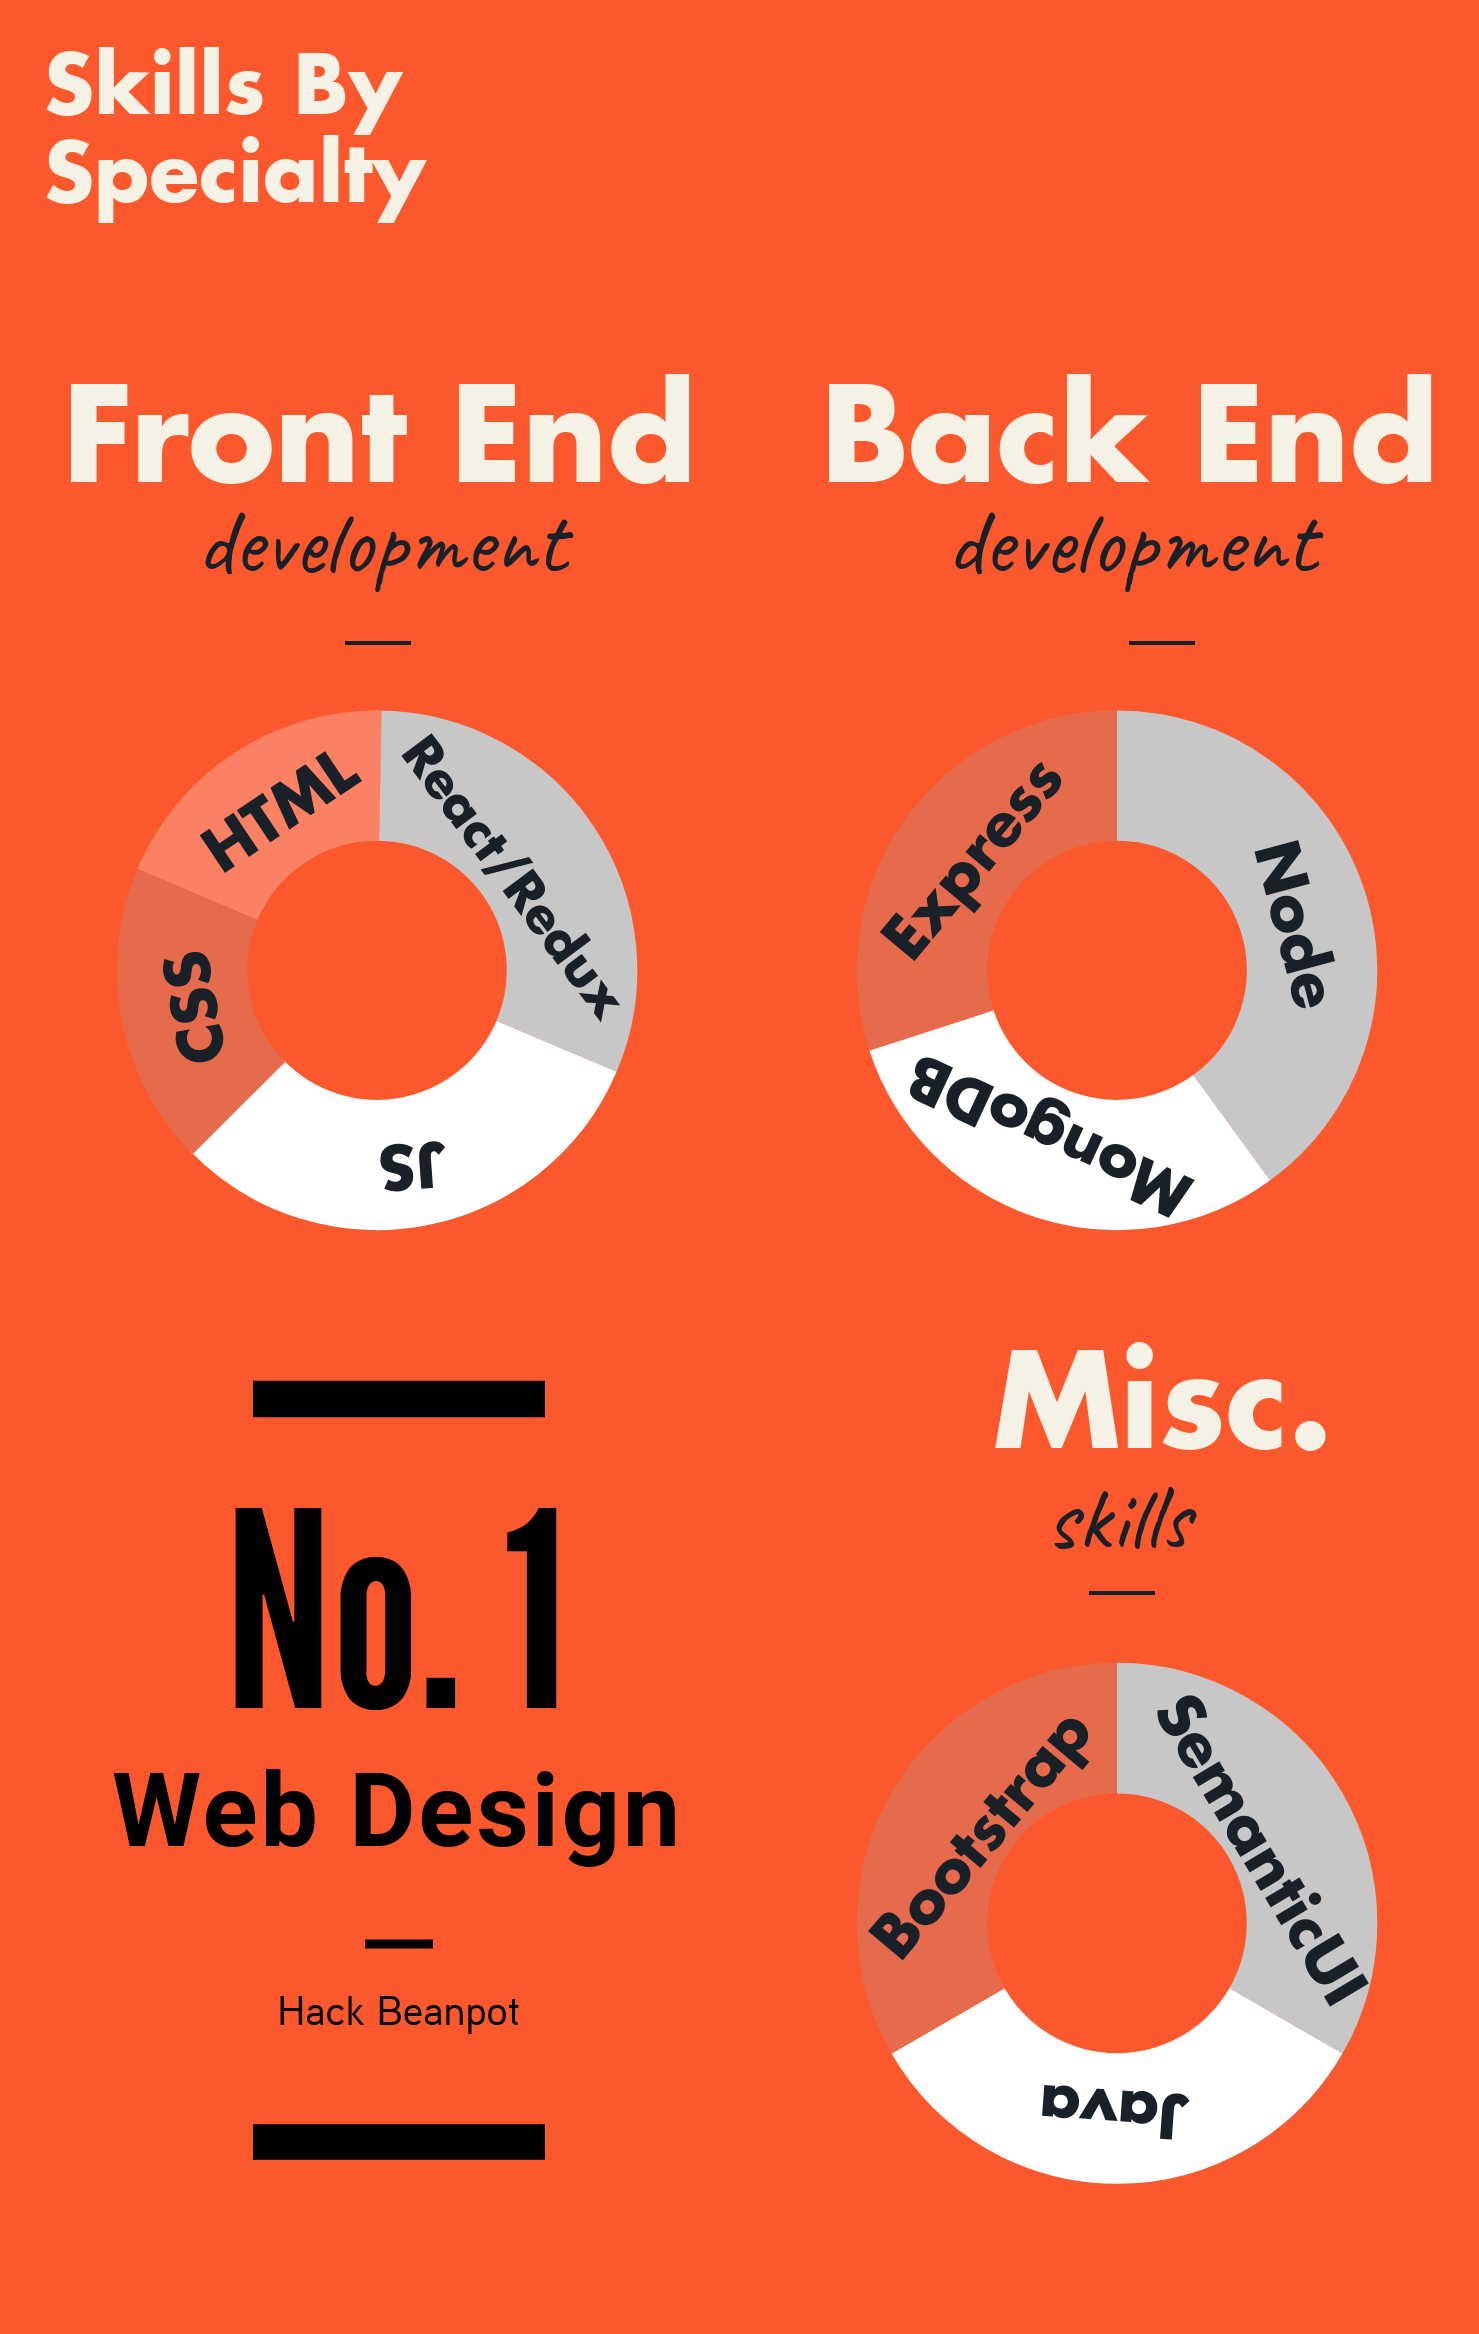 Skills By
Specialty
Front End
development
HTML
React/Redux
CSS
JS
Back End
development
Express
Node
MongoDB
No. 1
Web Design
Hack Beanpot
Misc.
skills
Bootstrap
SemanticUI
Java